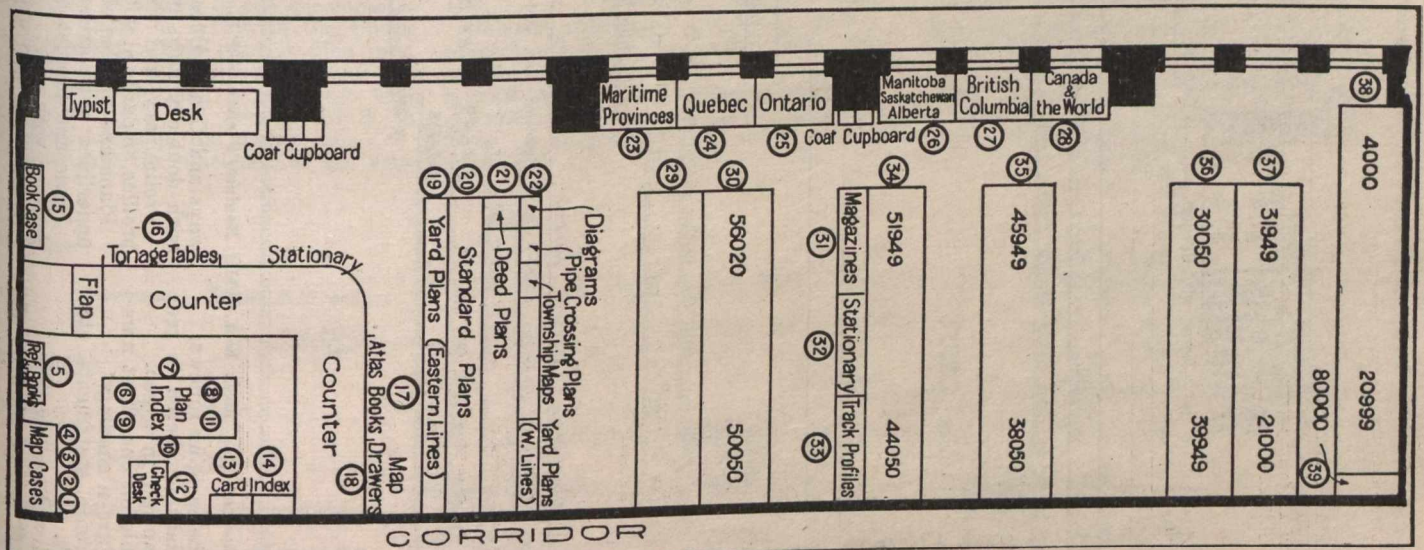 Typist
Desk
Coat Cupboard
Maritime
Provinces
23
Quebec
24
Ontario
25
Coat Cupboard
Manitoba
Saskatchewan
Alberta
26
British
Columbia
27
Canada
&
the World
28
38
4000
20999
80000
39
Book Case
15
16
Tonage Tables
Stationary
Flap
Counter
Counter
Ref. Books
5
Map Cases
4 3 2 1
7
8
6
Plan
Index
11
9
10
Check
Desk
12
13
14
Card Index
18
Atlas Books, Drawers
17
Map
19
Yard Plans (Eastern Lines)
20
Standard Plans
21
Deed Plans
22
Diagrams
Pipe Crossing Plans
Township Maps
Yard Plans
(W. Lines)
29
30
56020
50050
31
Magazines
32
Stationary
33
Track Profiles
34
51949
44050
35
45949
38050
36
30050
39949
37
31949
21000
CORRIDOR